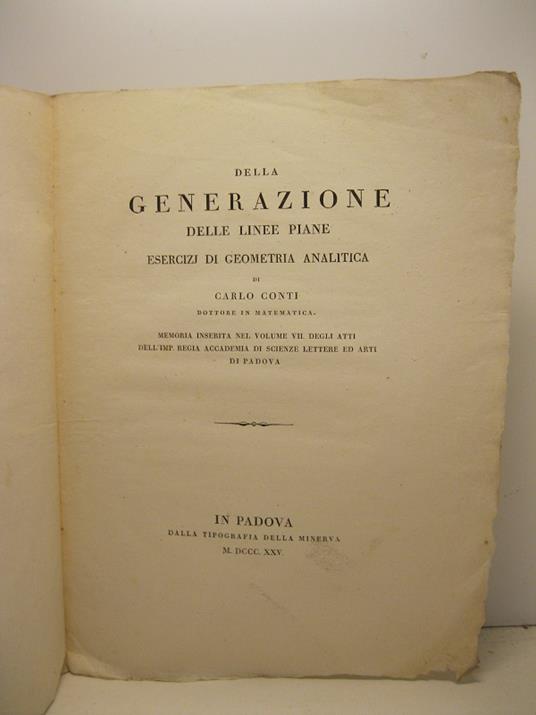 DELLA
GENERAZIONE
DELLE LINEE PIANE
ESERCIZJ DI GEOMETRIA ANALITICA
DI
CARLO CONTI
DOTTORE IN MATEMATICA.
MEMORIA INSERITA NEL VOLUME VII. DEGLI ATTI
DELL'IMP. REGIA ACCADEMIA DI SCIENZE LETTERE ED ARTI
DI PADOVA
IN PADOVA
DALLA TIPOGRAFIA DELLA MINERVA
M. DCCC. XXV.